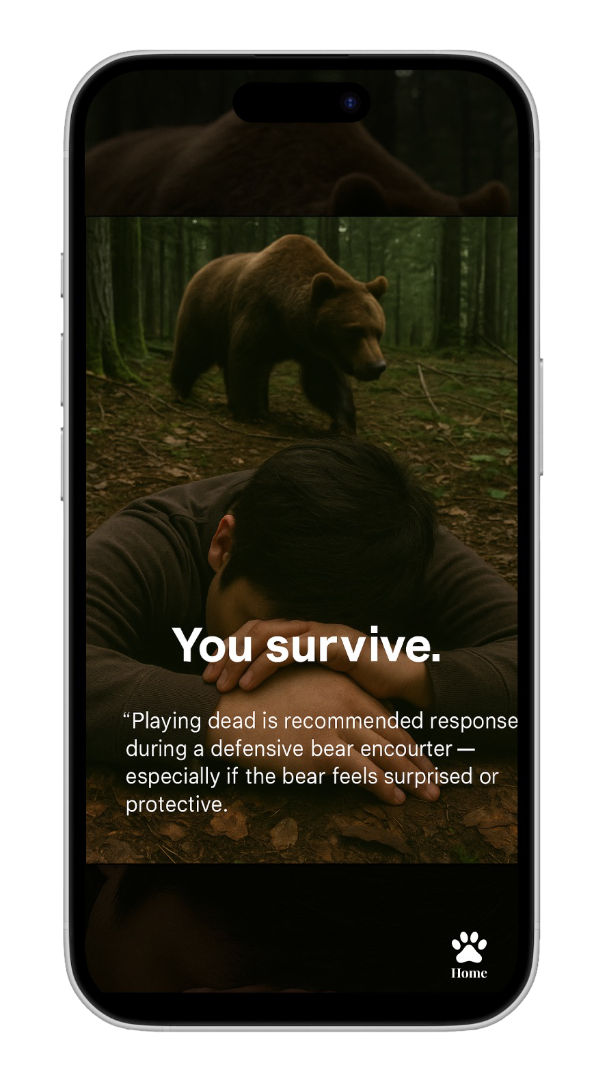 You survive.
“Playing dead is recommended response
during a defensive bear encourter —
especially if the bear feels surprised or
protective.
Home